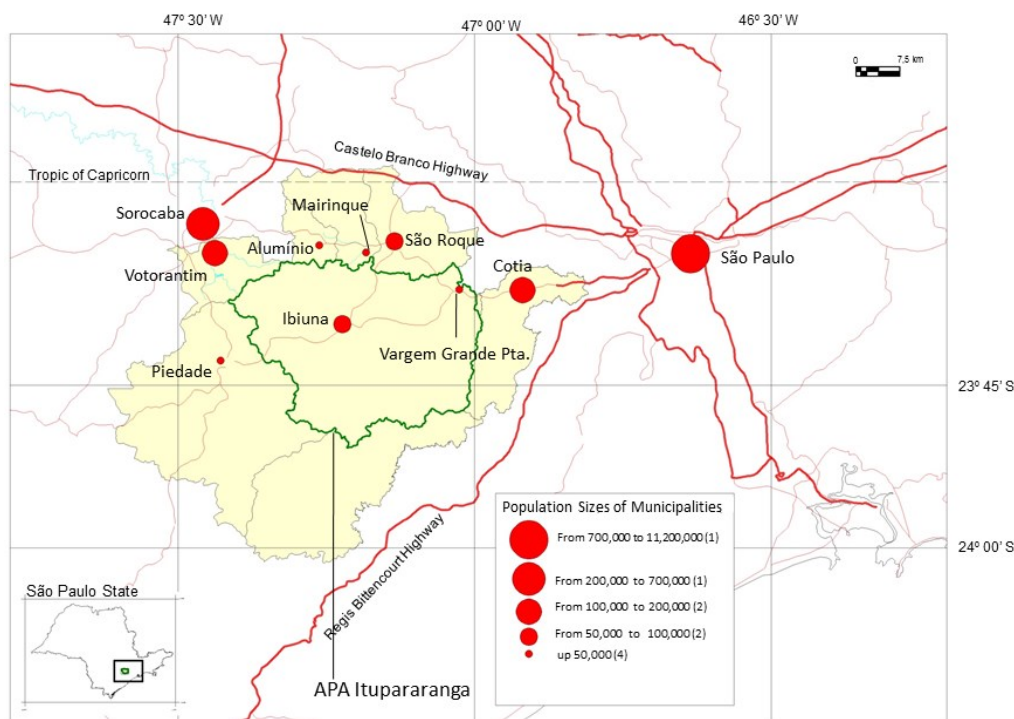 47° 30' W
47° 00' W
46° 30' W
0 7,5 km
Castelo Branco Highway
Tropic of Capricorn
Mairinque
Sorocaba
São Roque
Alumínio
São Paulo
Cotia
Votorantim
Ibiuna
Vargem Grande Pta.
Piedade
23° 45' S
Population Sizes of Municipalities
From 700,000 to 11,200,000 (1)
From 200,000 to 700,000 (1)
From 100,000 to 200,000 (2)
From 50,000 to 100,000 (2)
up 50,000 (4)
24° 00' S
Regis Bittencourt Highway
São Paulo State
APA Itupararanga